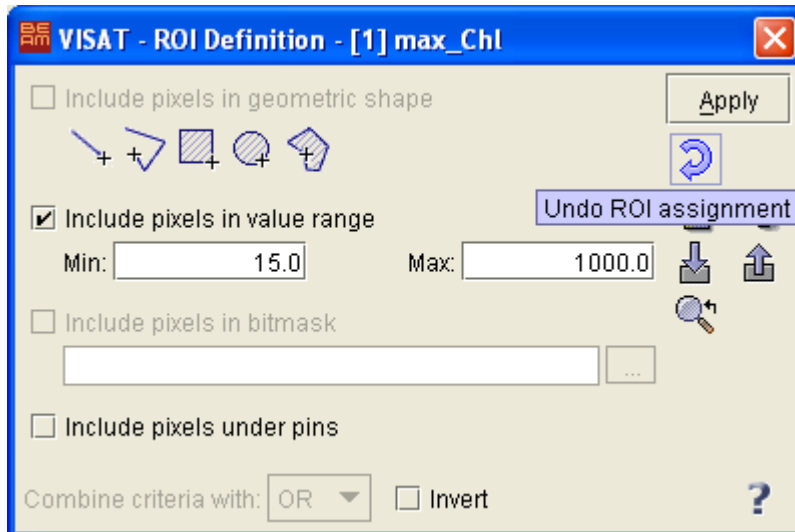 BEAM VISAT - ROI Definition - [1] max_Chl
Include pixels in geometric shape
Apply
Undo ROI assignment
Include pixels in value range
Min: 15.0 Max: 1000.0
Include pixels in bitmask
...
Include pixels under pins
Combine criteria with: OR Invert
?